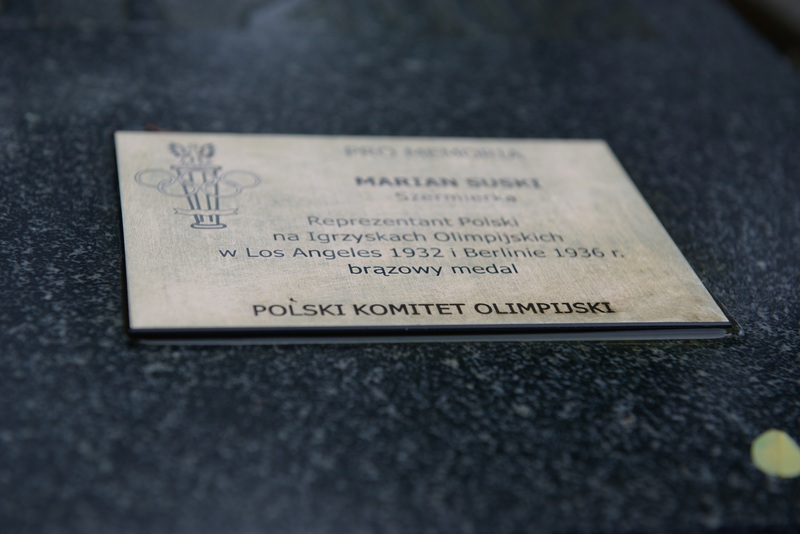 PRO MEMORIA
MARIAN SUSKI
Szermierka
Reprezentant Polski
na Igrzyskach Olimpijskich
w Los Angeles 1932 i Berlinie 1936 r.
brązowy medal
POLSKI KOMITET OLIMPIJSKI